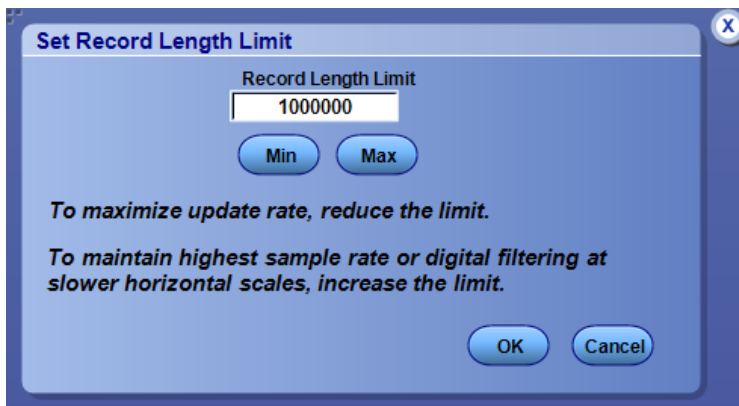 X
Set Record Length Limit
Record Length Limit
1000000
Min Max
To maximize update rate, reduce the limit.
To maintain highest sample rate or digital filtering at
slower horizontal scales, increase the limit.
OK Cancel